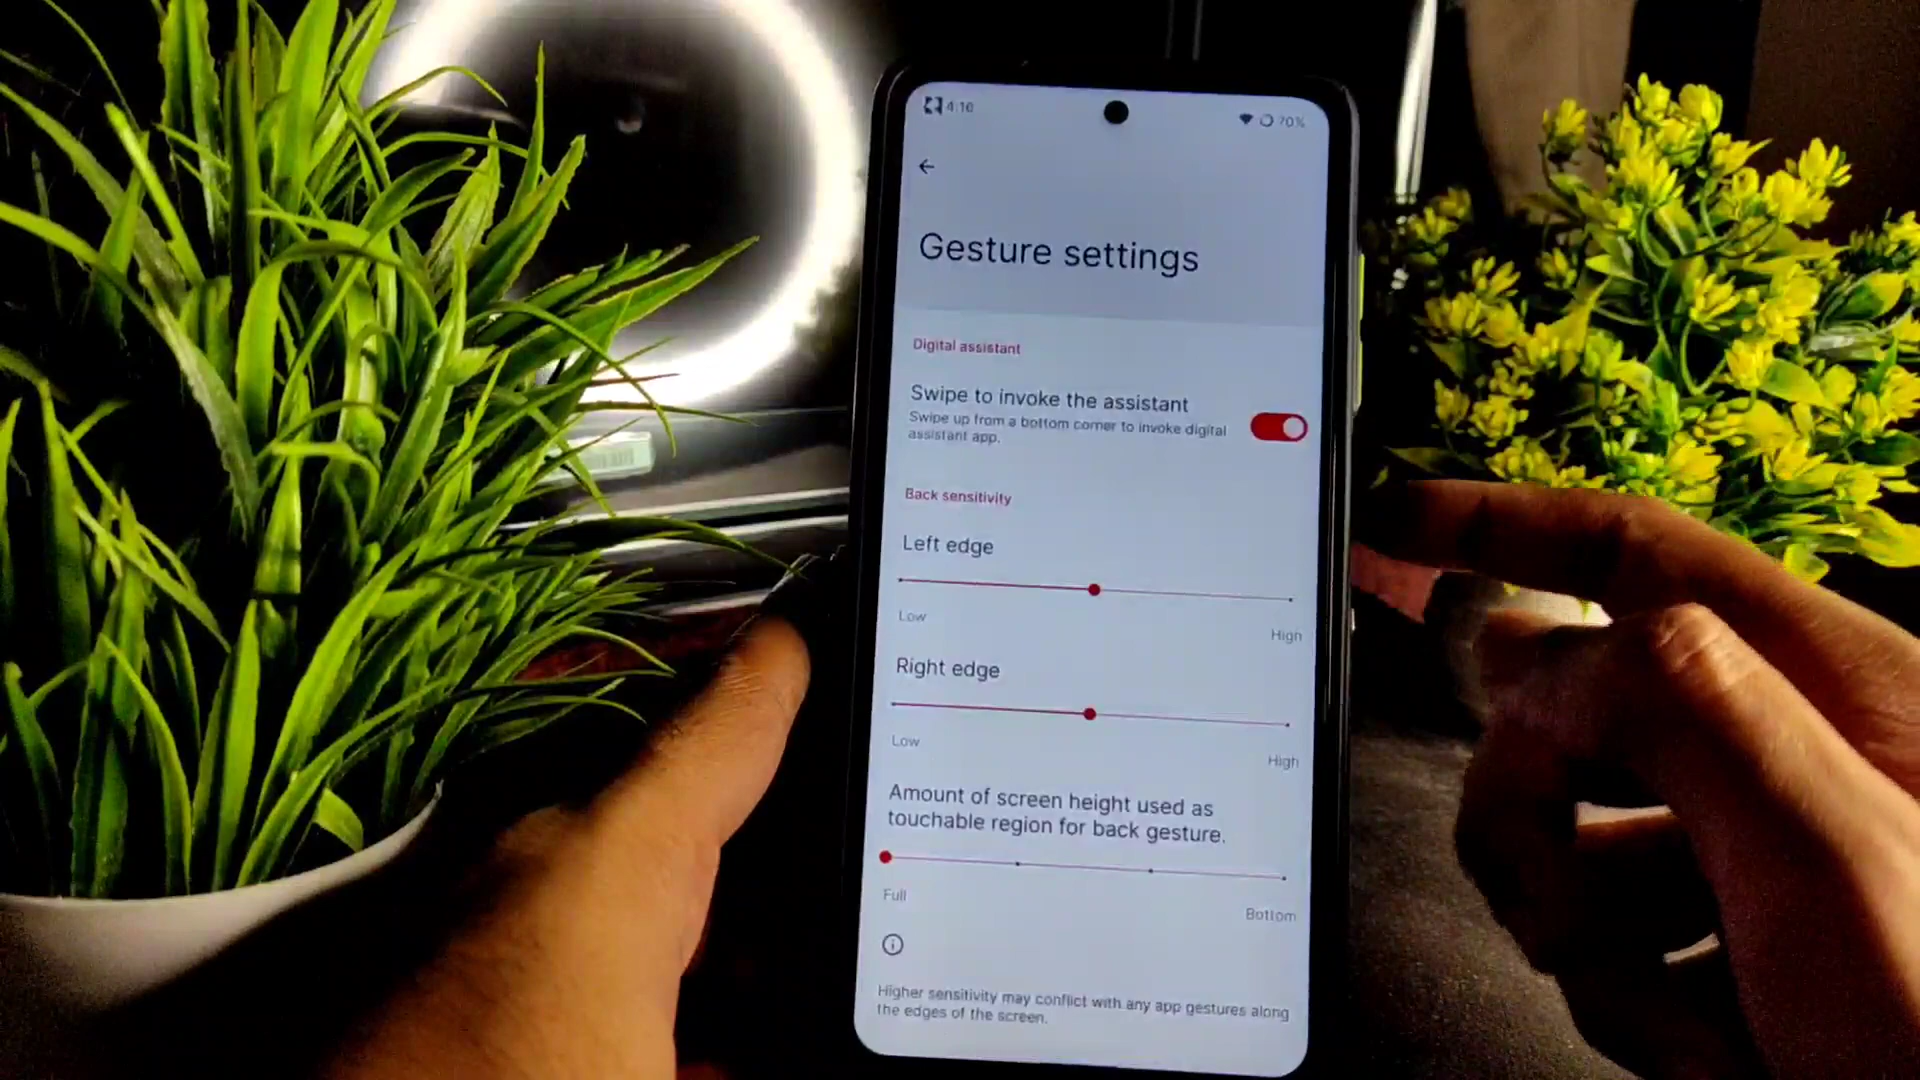 4:16
70%
Gesture settings
Digital assistant
Swipe to invoke the assistant
Swipe up from a bottom corner to invoke digital
assistant app.
Back sensitivity
Left edge
Low
High
Right edge
Low
High
Amount of screen height used as
touchable region for back gesture.
Full
Bottom
Higher sensitivity may conflict with any app gestures along
the edges of the screen.